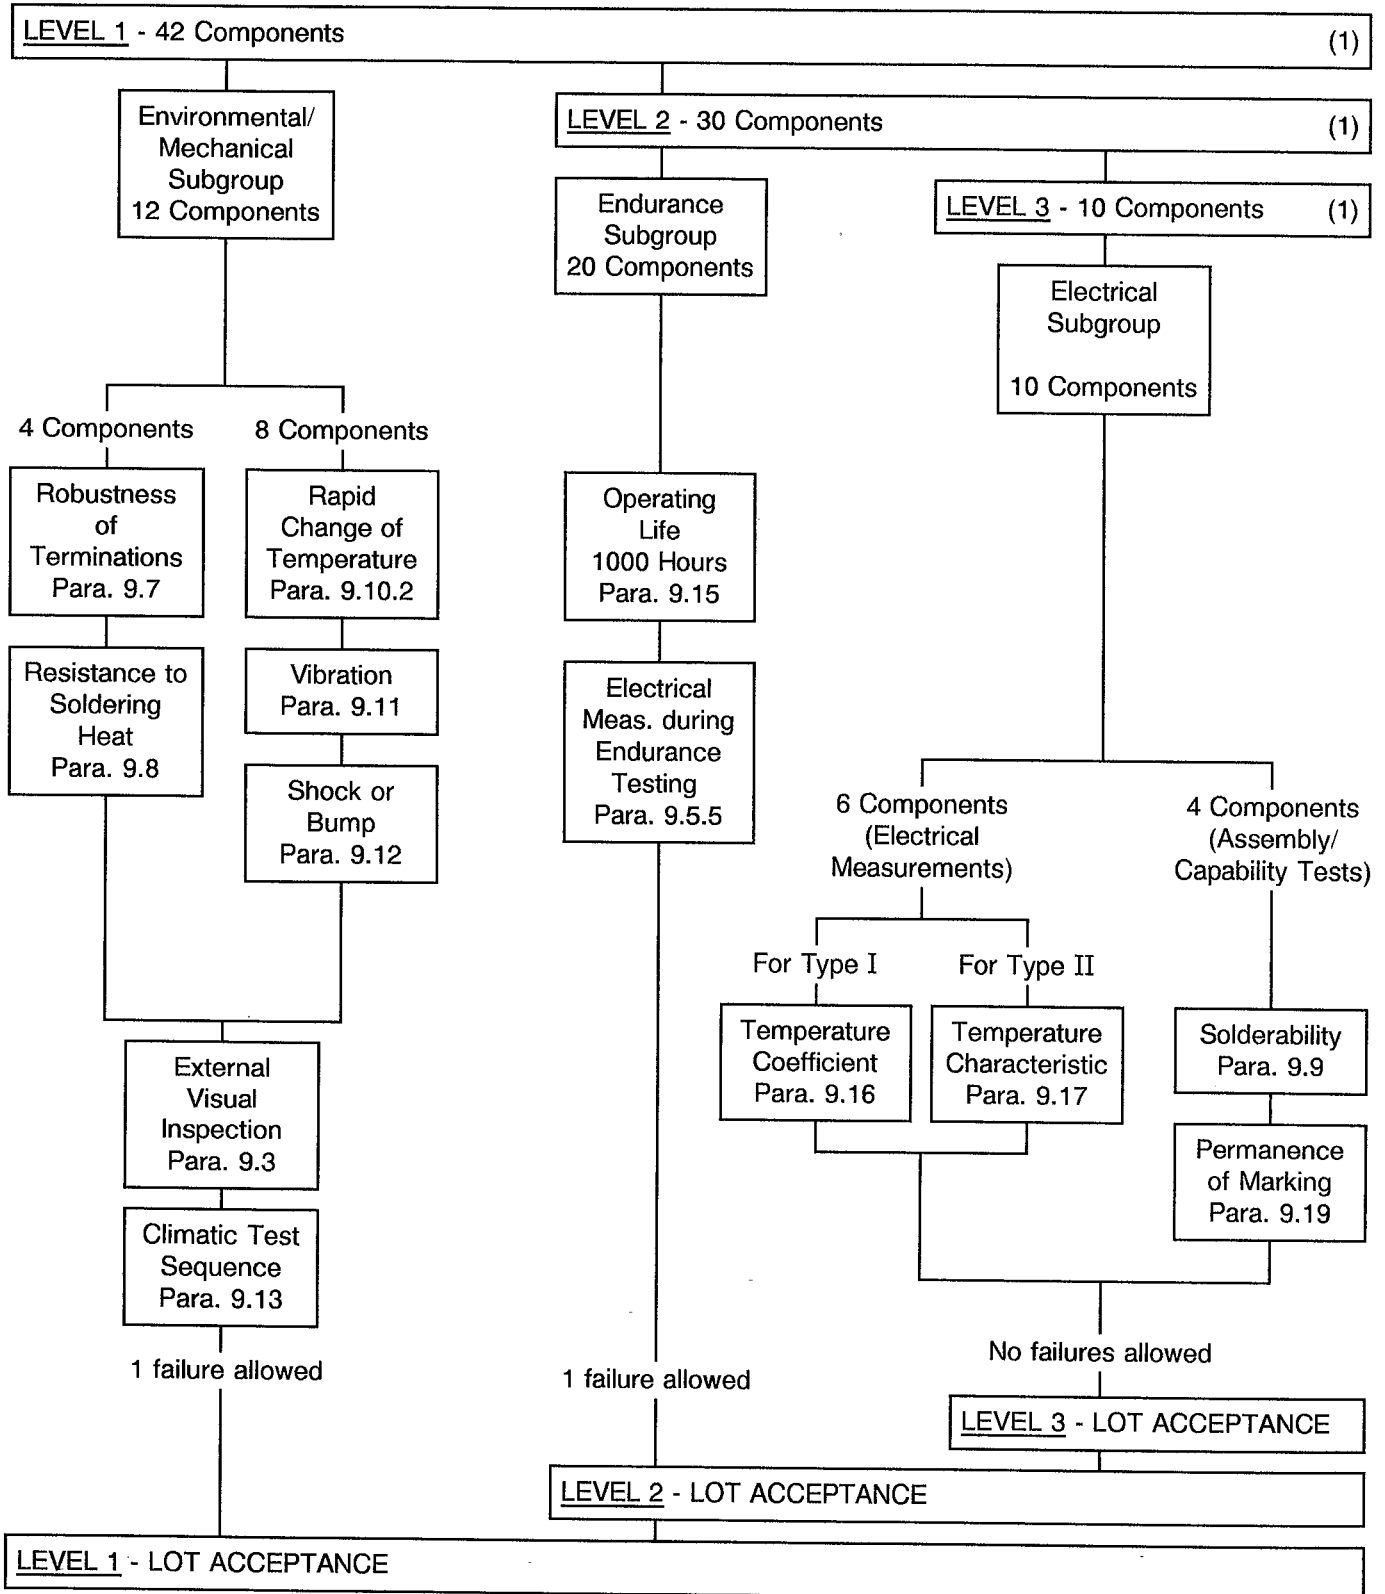 LEVEL 1 - 42 Components (1)
Environmental/
Mechanical
Subgroup
12 Components
LEVEL 2 - 30 Components (1)
Endurance
Subgroup
20 Components
LEVEL 3 - 10 Components (1)
Electrical
Subgroup
10 Components
4 Components
Robustness
of
Terminations
Para. 9.7
Resistance to
Soldering
Heat
Para. 9.8
8 Components
Rapid
Change of
Temperature
Para. 9.10.2
Vibration
Para. 9.11
Shock or
Bump
Para. 9.12
External
Visual
Inspection
Para. 9.3
Climatic Test
Sequence
Para. 9.13
1 failure allowed
Operating
Life
1000 Hours
Para. 9.15
Electrical
Meas. during
Endurance
Testing
Para. 9.5.5
1 failure allowed
6 Components
(Electrical
Measurements)
For Type I
Temperature
Coefficient
Para. 9.16
For Type II
Temperature
Characteristic
Para. 9.17
4 Components
(Assembly/
Capability Tests)
Solderability
Para. 9.9
Permanence
of Marking
Para. 9.19
No failures allowed
LEVEL 3 - LOT ACCEPTANCE
LEVEL 2 - LOT ACCEPTANCE
LEVEL 1 - LOT ACCEPTANCE